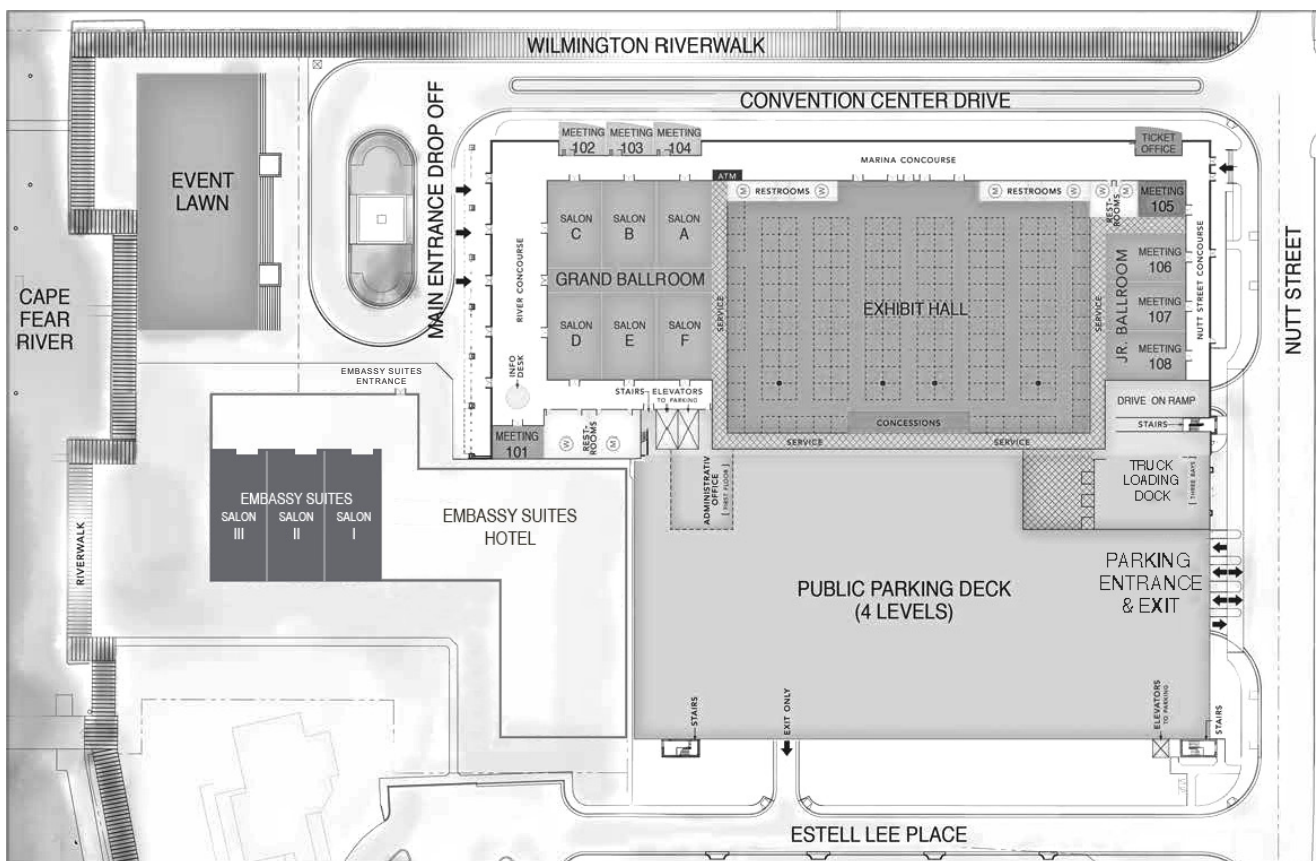 WILMINGTON RIVERWALK
CONVENTION CENTER DRIVE
MAIN ENTRANCE DROP OFF
EVENT
LAWN
CAPE
FEAR
RIVER
RIVERWALK
MEETING
102
MEETING
103
MEETING
104
MARINA CONCOURSE
TICKET
OFFICE
ATM
M RESTROOMS W
M RESTROOMS W
W M
REST-
ROOMS
MEETING
105
SALON
C
SALON
B
SALON
A
GRAND BALLROOM
SALON
D
SALON
E
SALON
F
RIVER CONCOURSE
SERVICE
EXHIBIT HALL
SERVICE
JR. BALLROOM
MEETING
106
MEETING
107
MEETING
108
NUTT STREET CONCOURSE
NUTT STREET
INFO
DESK
EMBASSY SUITES
ENTRANCE
STAIRS
ELEVATORS
TO PARKING
CONCESSIONS
SERVICE
SERVICE
DRIVE ON RAMP
STAIRS
MEETING
101
W
REST-
ROOMS
M
ADMINISTRATIV
OFFICE
[FIRST FLOOR]
TRUCK
LOADING
DOCK
[THREE BAYS]
EMBASSY SUITES
SALON
III
SALON
II
SALON
I
EMBASSY SUITES
HOTEL
PUBLIC PARKING DECK
(4 LEVELS)
PARKING
ENTRANCE
& EXIT
STAIRS
EXIT ONLY
ELEVATORS
TO PARKING
STAIRS
ESTELL LEE PLACE